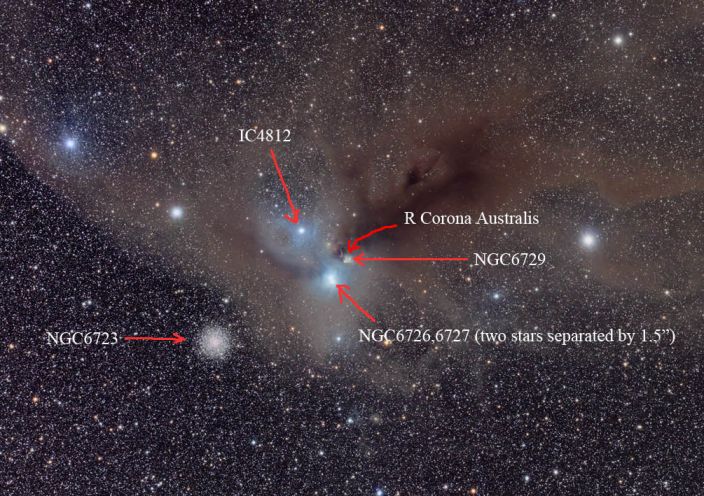 IC4812
R Corona Australis
NGC6729
NGC6723
NGC6726,6727 (two stars separated by 1.5”)